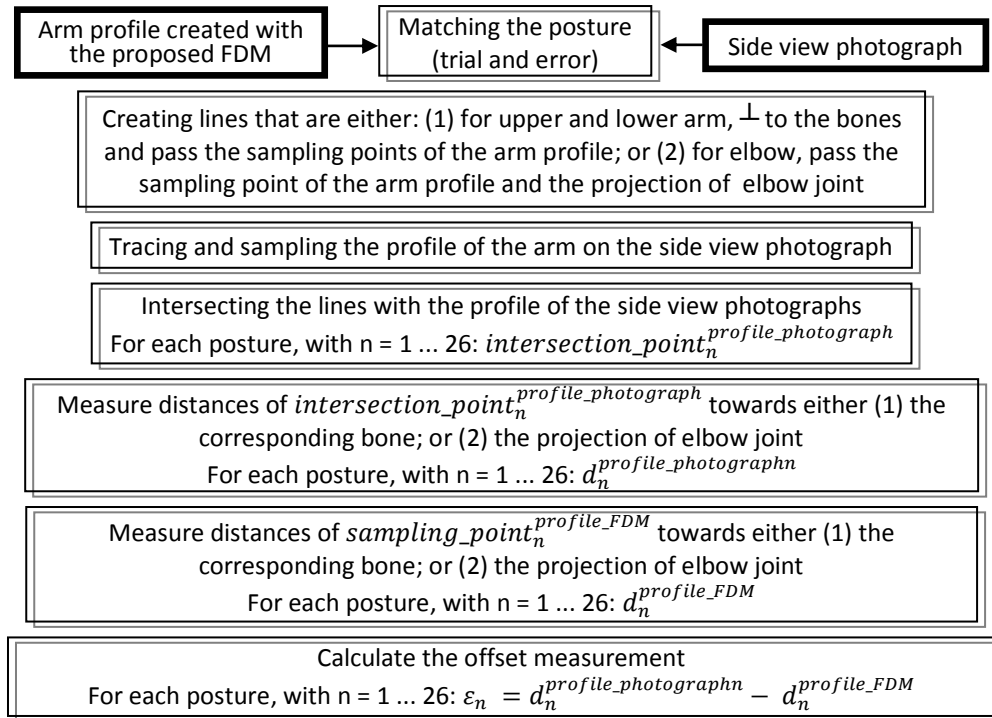 Arm profile created with
the proposed FDM
Matching the posture
(trial and error)
Side view photograph
Creating lines that are either: (1) for upper and lower arm, ┴ to the bones
and pass the sampling points of the arm profile; or (2) for elbow, pass the
sampling point of the arm profile and the projection of elbow joint
Tracing and sampling the profile of the arm on the side view photograph
Intersecting the lines with the profile of the side view photographs
For each posture, with n = 1 ... 26: intersection_point_n^{profile_photograph}
Measure distances of intersection_point_n^{profile_photograph} towards either (1) the
corresponding bone; or (2) the projection of elbow joint
For each posture, with n = 1 ... 26: d_n^{profile_photographn}
Measure distances of sampling_point_n^{profile_FDM} towards either (1) the
corresponding bone; or (2) the projection of elbow joint
For each posture, with n = 1 ... 26: d_n^{profile_FDM}
Calculate the offset measurement
For each posture, with n = 1 ... 26: ε_n = d_n^{profile_photographn} − d_n^{profile_FDM}